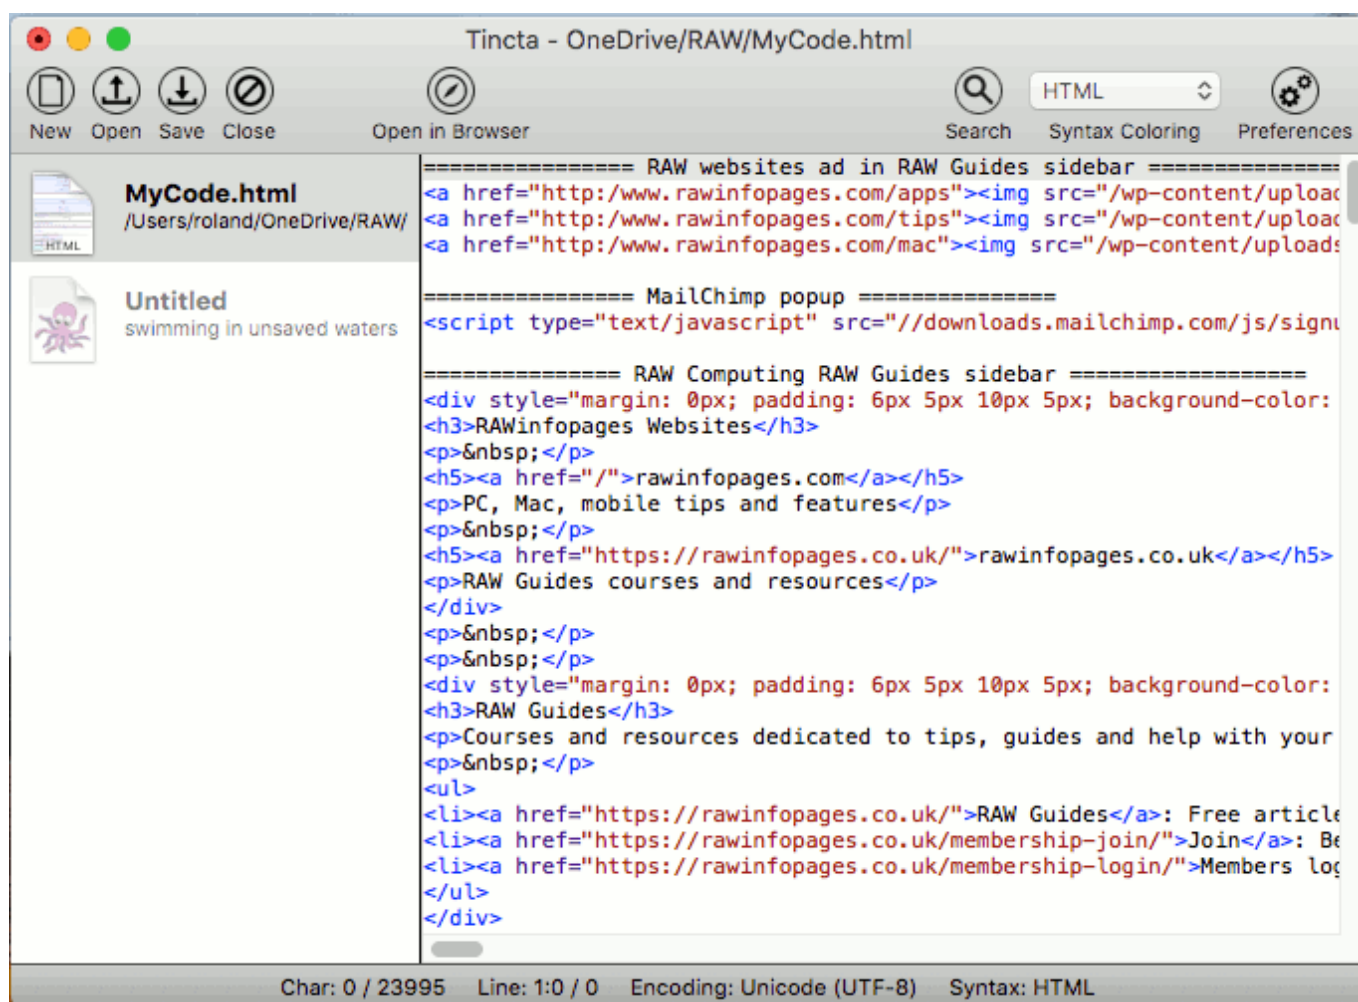 Tincta - OneDrive/RAW/MyCode.html
New Open Save Close Open in Browser Search HTML Syntax Coloring Preferences
MyCode.html
/Users/roland/OneDrive/RAW/
HTML
Untitled
swimming in unsaved waters
================ RAW websites ad in RAW Guides sidebar ===============
<a href="http:/www.rawinfopages.com/apps"><img src="/wp-content/upload
<a href="http:/www.rawinfopages.com/tips"><img src="/wp-content/upload
<a href="http:/www.rawinfopages.com/mac"><img src="/wp-content/uploads
================ MailChimp popup ===============
<script type="text/javascript" src="//downloads.mailchimp.com/js/signu
=============== RAW Computing RAW Guides sidebar ==================
<div style="margin: 0px; padding: 6px 5px 10px 5px; background-color:
<h3>RAWinfopages Websites</h3>
<p>&nbsp;</p>
<h5><a href="/">rawinfopages.com</a></h5>
<p>PC, Mac, mobile tips and features</p>
<p>&nbsp;</p>
<h5><a href="https://rawinfopages.co.uk/">rawinfopages.co.uk</a></h5>
<p>RAW Guides courses and resources</p>
</div>
<p>&nbsp;</p>
<p>&nbsp;</p>
<div style="margin: 0px; padding: 6px 5px 10px 5px; background-color:
<h3>RAW Guides</h3>
<p>Courses and resources dedicated to tips, guides and help with your
<p>&nbsp;</p>
<ul>
<li><a href="https://rawinfopages.co.uk/">RAW Guides</a>: Free article
<li><a href="https://rawinfopages.co.uk/membership-join/">Join</a>: Be
<li><a href="https://rawinfopages.co.uk/membership-login/">Members log
</ul>
</div>
Char: 0 / 23995 Line: 1:0 / 0 Encoding: Unicode (UTF-8) Syntax: HTML